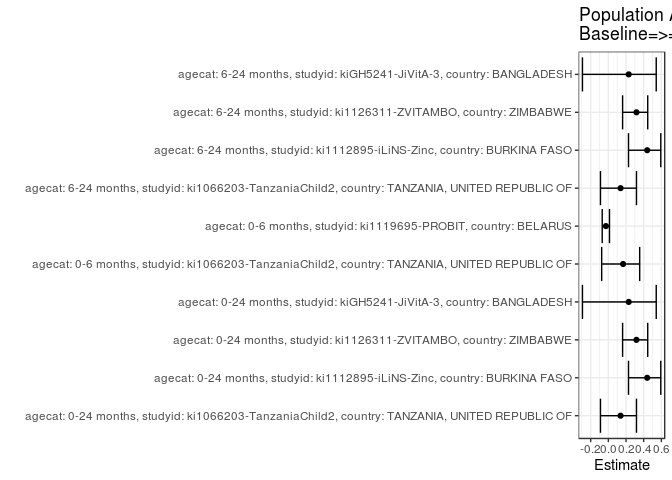 Population A
Baseline=>=
agecat: 6-24 months, studyid: kiGH5241-JiVitA-3, country: BANGLADESH
agecat: 6-24 months, studyid: ki1126311-ZVITAMBO, country: ZIMBABWE
agecat: 6-24 months, studyid: ki1112895-iLiNS-Zinc, country: BURKINA FASO
agecat: 6-24 months, studyid: ki1066203-TanzaniaChild2, country: TANZANIA, UNITED REPUBLIC OF
agecat: 0-6 months, studyid: ki1119695-PROBIT, country: BELARUS
agecat: 0-6 months, studyid: ki1066203-TanzaniaChild2, country: TANZANIA, UNITED REPUBLIC OF
agecat: 0-24 months, studyid: kiGH5241-JiVitA-3, country: BANGLADESH
agecat: 0-24 months, studyid: ki1126311-ZVITAMBO, country: ZIMBABWE
agecat: 0-24 months, studyid: ki1112895-iLiNS-Zinc, country: BURKINA FASO
agecat: 0-24 months, studyid: ki1066203-TanzaniaChild2, country: TANZANIA, UNITED REPUBLIC OF
-0.2 0.0 0.2 0.4 0.6
Estimate